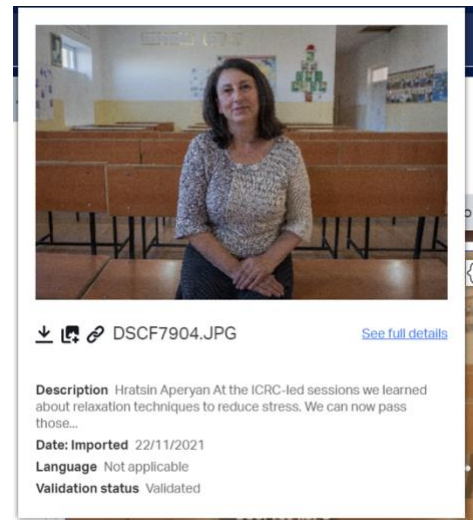 DSCF7904.JPG
See full details
Description Hratsin Aperyan At the ICRC-led sessions we learned
about relaxation techniques to reduce stress. We can now pass
those...
Date: Imported 22/11/2021
Language Not applicable
Validation status Validated